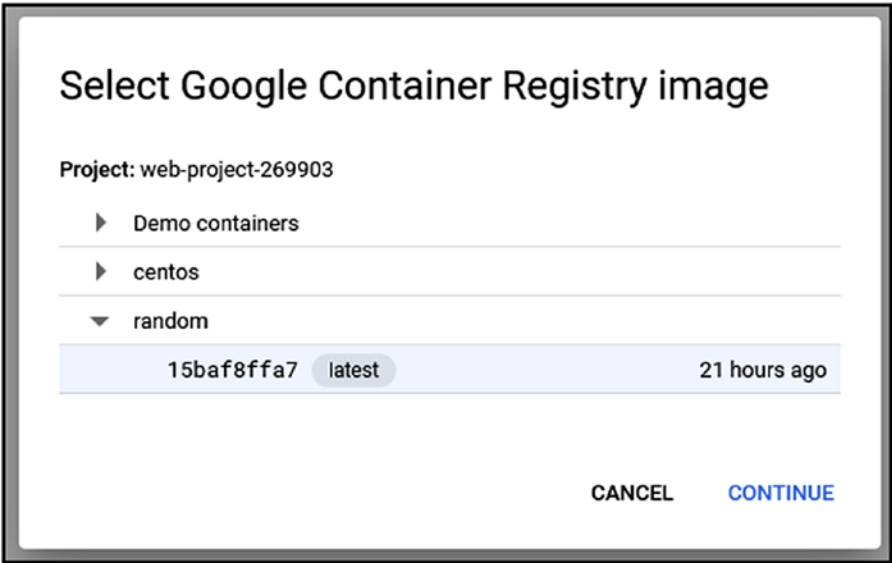 Select Google Container Registry image
Project: web-project-269903
Demo containers
centos
random
15baf8ffa7 latest 21 hours ago
CANCEL CONTINUE